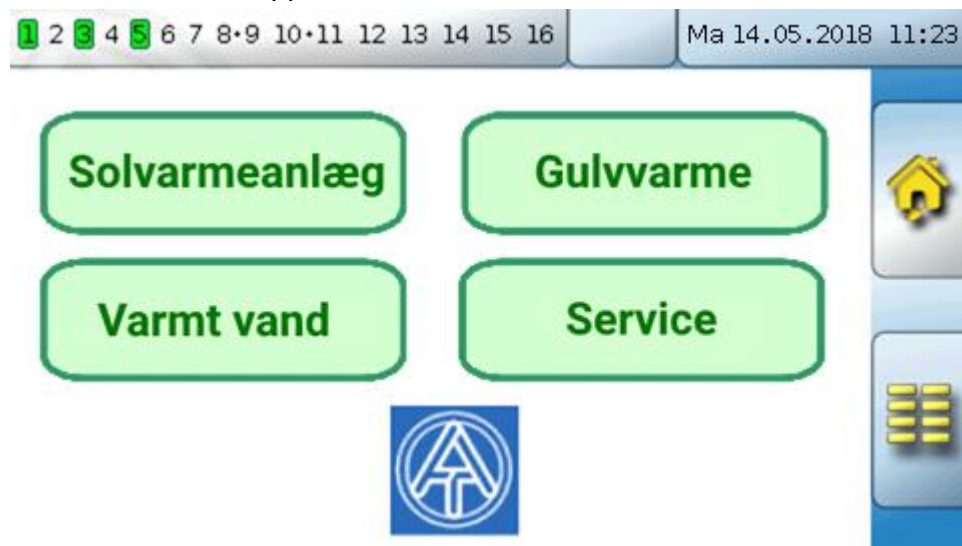 1 2 3 4 5 6 7 8·9 10·11 12 13 14 15 16 Ma 14.05.2018 11:23
Solvarmeanlæg Gulvvarme
Varmt vand Service
TA